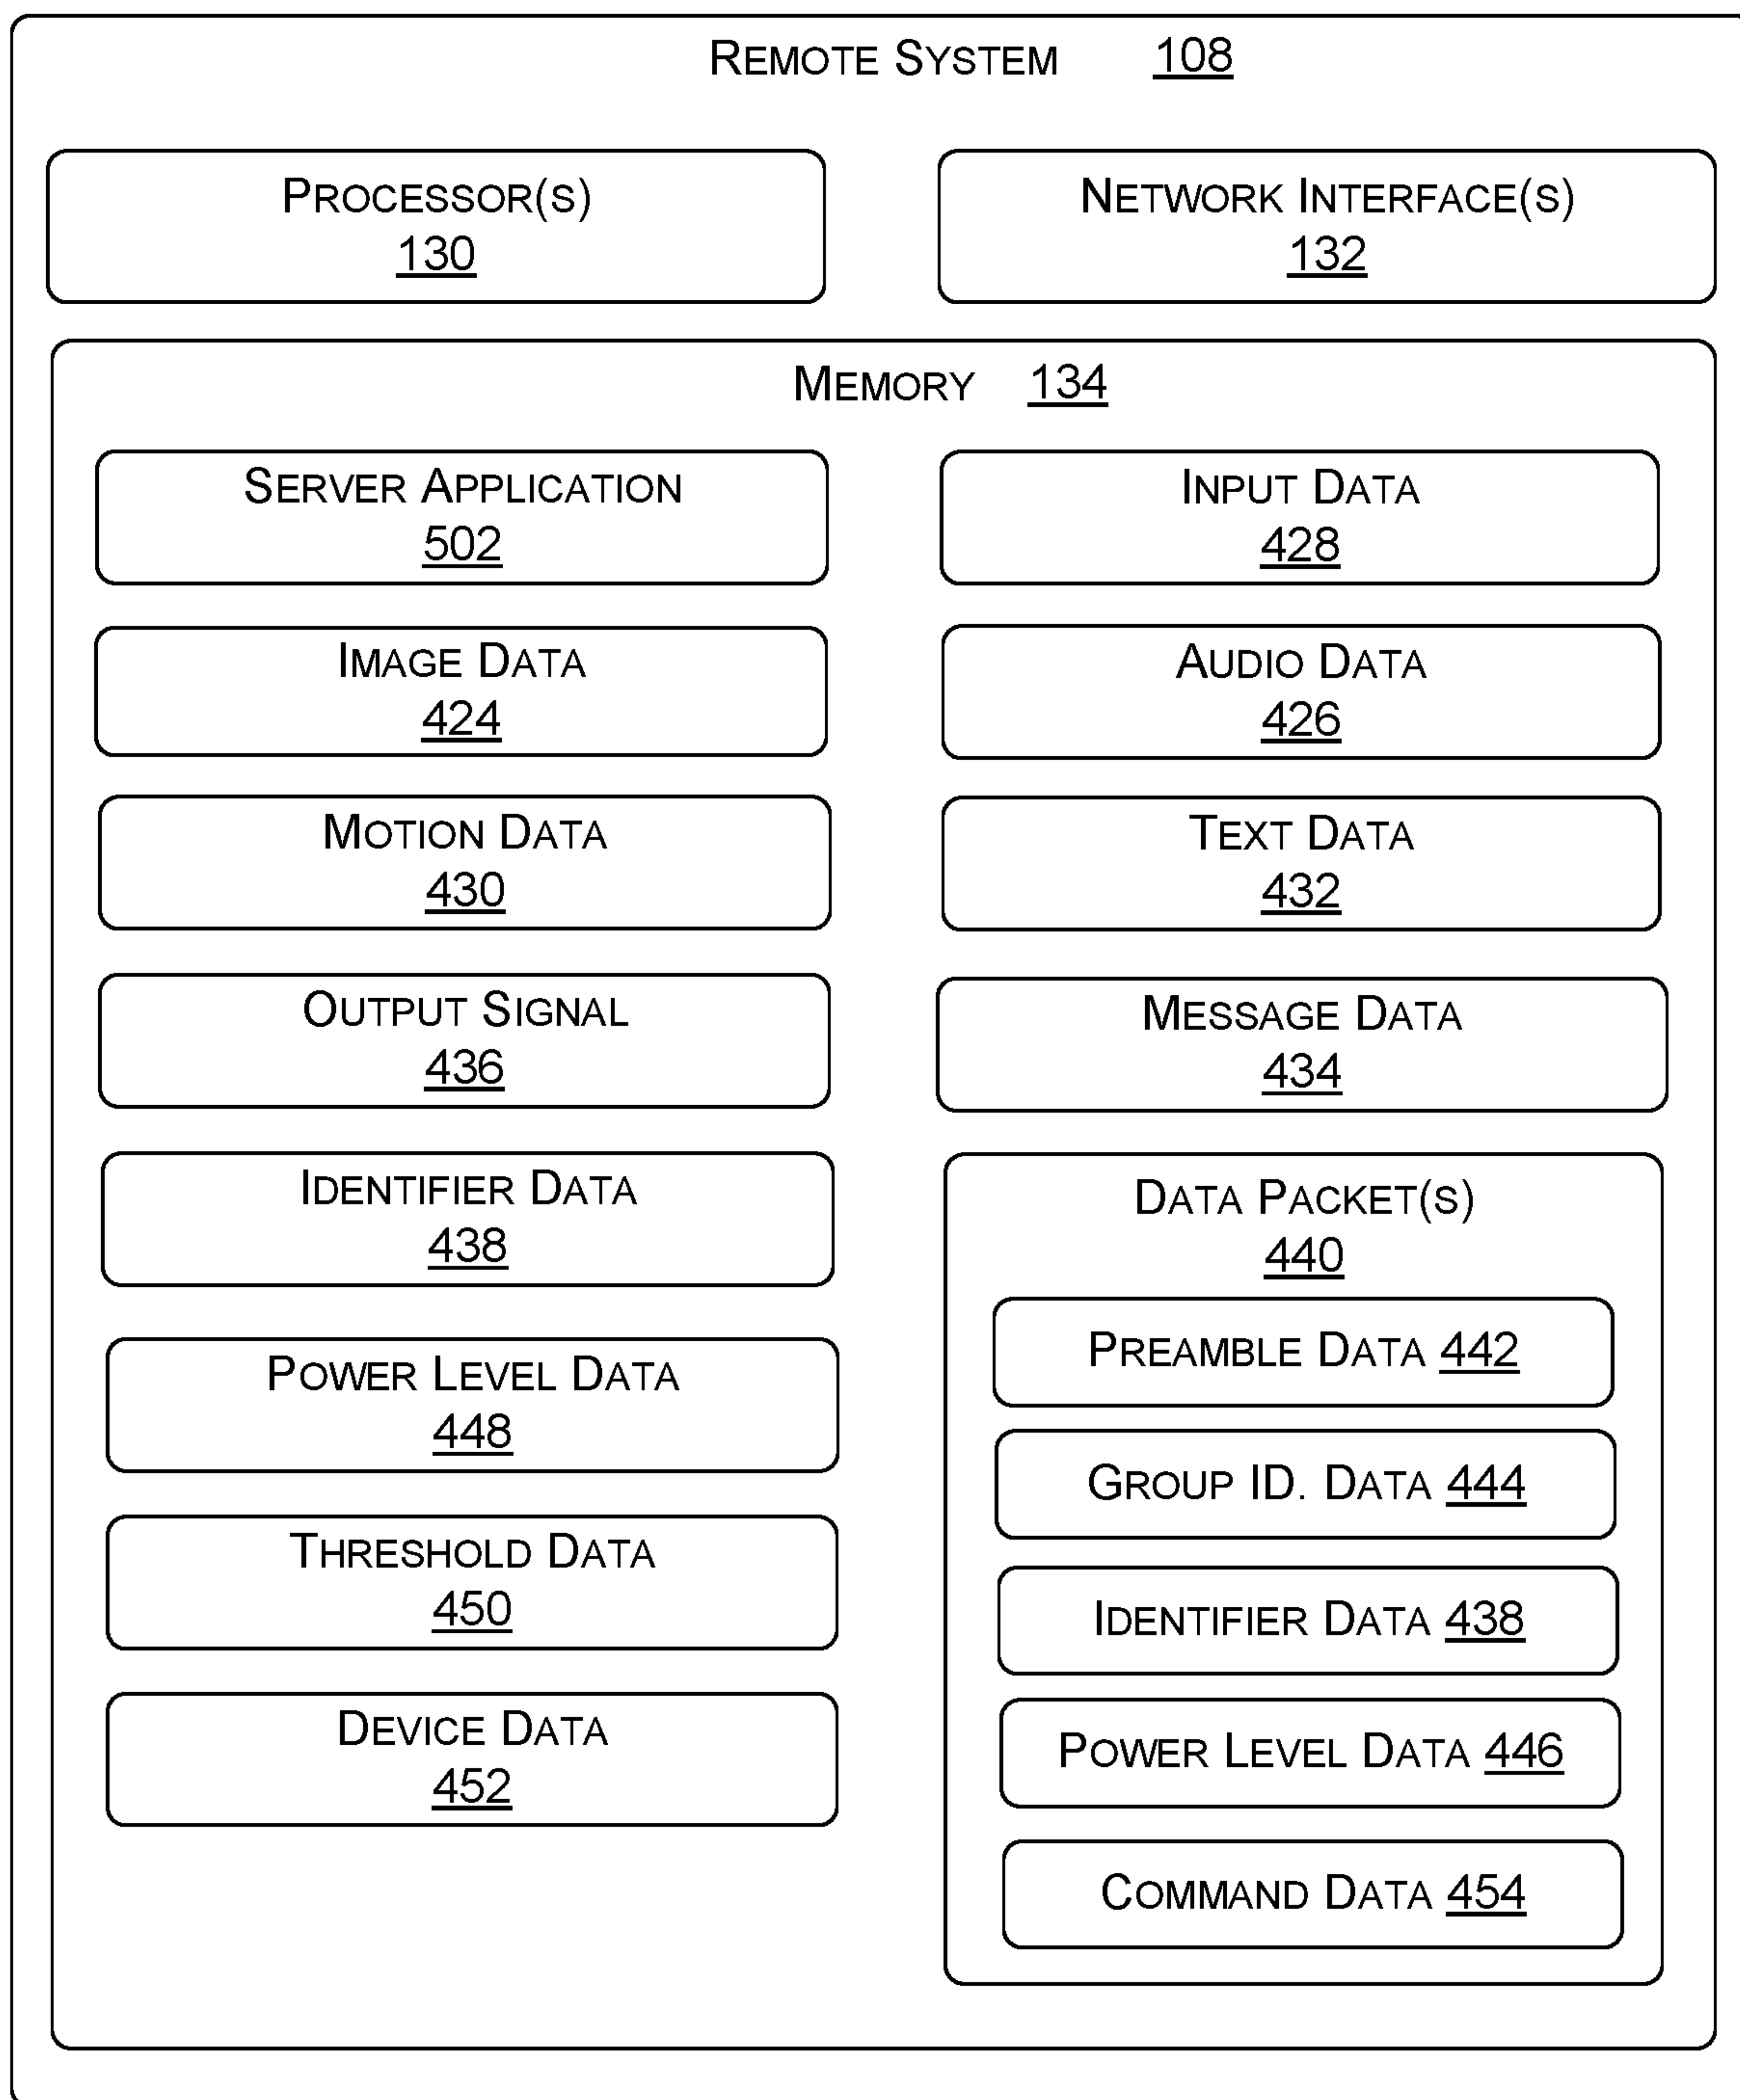 REMOTE SYSTEM 108
PROCESSOR(S)
130
NETWORK INTERFACE(S)
132
MEMORY 134
SERVER APPLICATION
502
INPUT DATA
428
IMAGE DATA
424
AUDIO DATA
426
MOTION DATA
430
TEXT DATA
432
OUTPUT SIGNAL
436
MESSAGE DATA
434
IDENTIFIER DATA
438
POWER LEVEL DATA
448
THRESHOLD DATA
450
DEVICE DATA
452
DATA PACKET(S)
440
PREAMBLE DATA 442
GROUP ID. DATA 444
IDENTIFIER DATA 438
POWER LEVEL DATA 446
COMMAND DATA 454